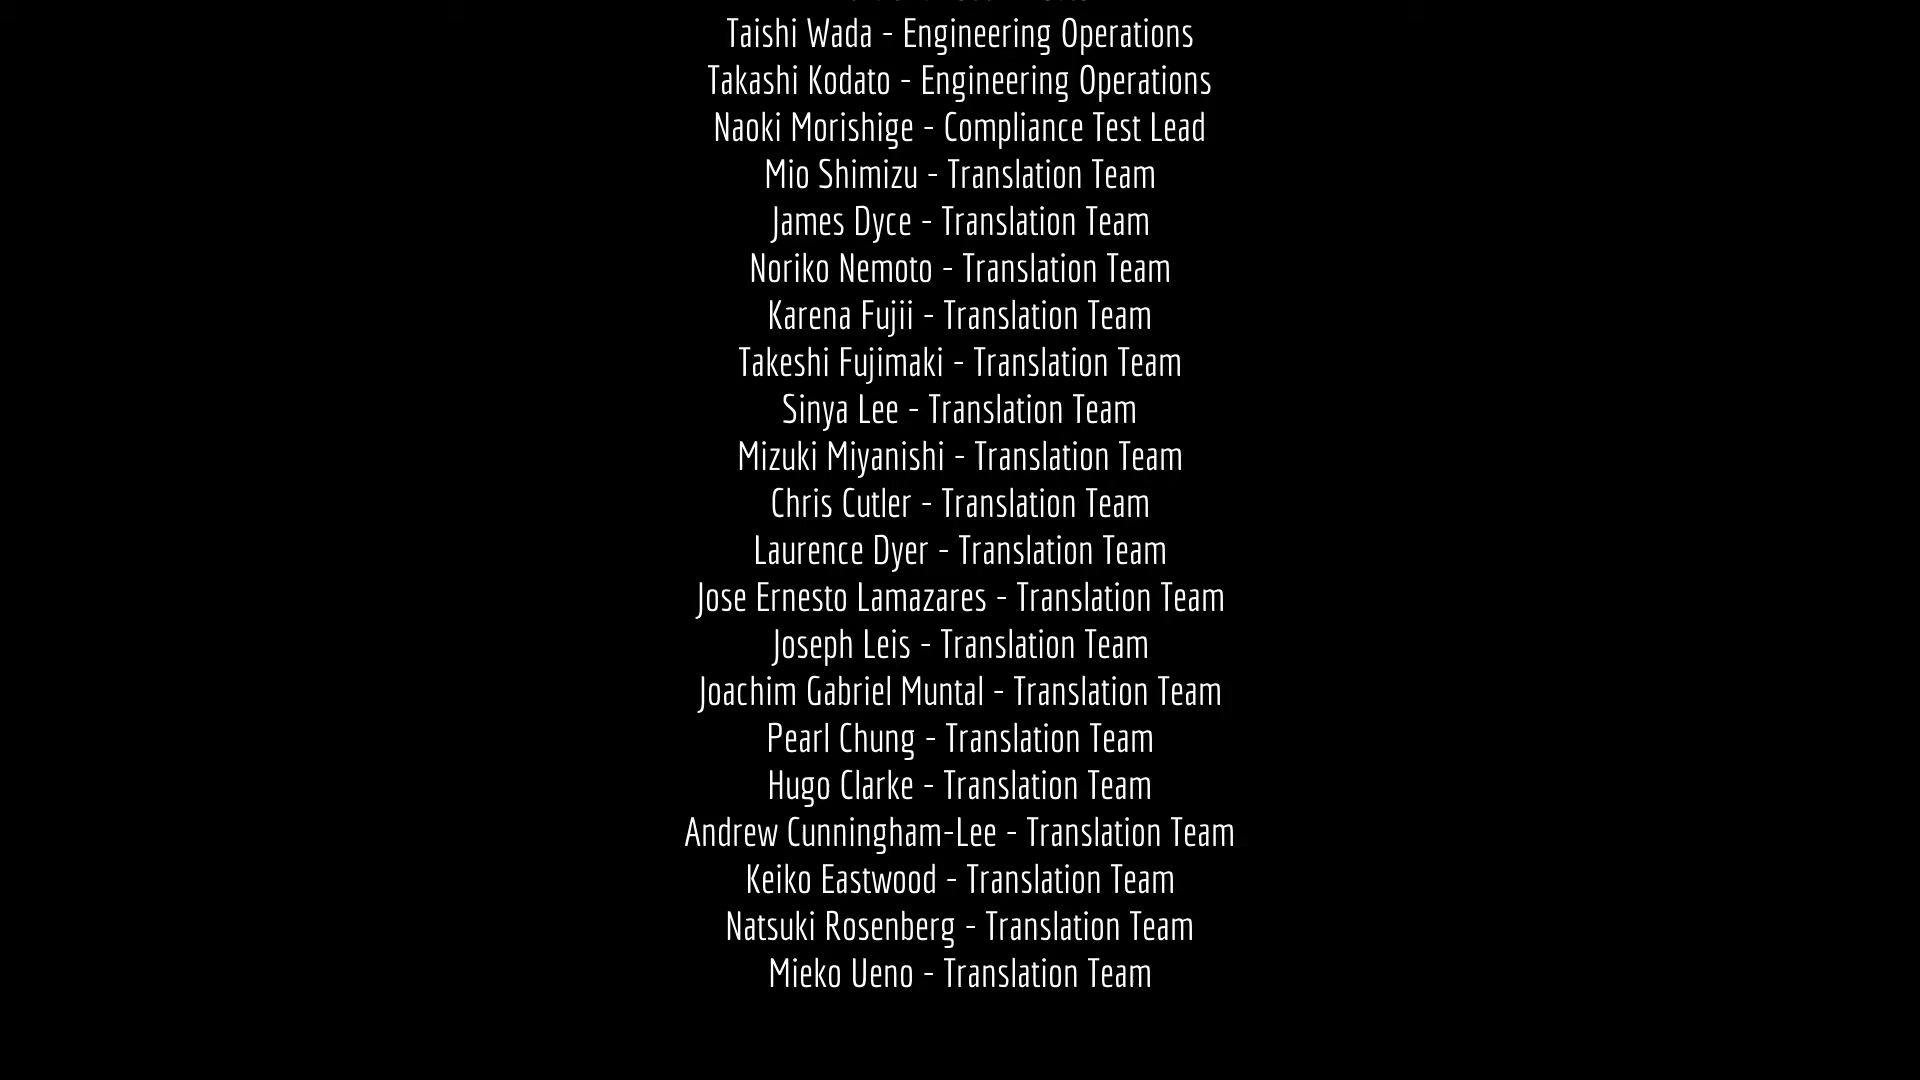 Taishi Wada - Engineering Operations
Takashi Kodato - Engineering Operations
Naoki Morishige - Compliance Test Lead
Mio Shimizu - Translation Team
James Dyce - Translation Team
Noriko Nemoto - Translation Team
Karena Fujii - Translation Team
Takeshi Fujimaki - Translation Team
Sinya Lee - Translation Team
Mizuki Miyanishi - Translation Team
Chris Cutler - Translation Team
Laurence Dyer - Translation Team
Jose Ernesto Lamazares - Translation Team
Joseph Leis - Translation Team
Joachim Gabriel Muntal - Translation Team
Pearl Chung - Translation Team
Hugo Clarke - Translation Team
Andrew Cunningham-Lee - Translation Team
Keiko Eastwood - Translation Team
Natsuki Rosenberg - Translation Team
Mieko Ueno - Translation Team